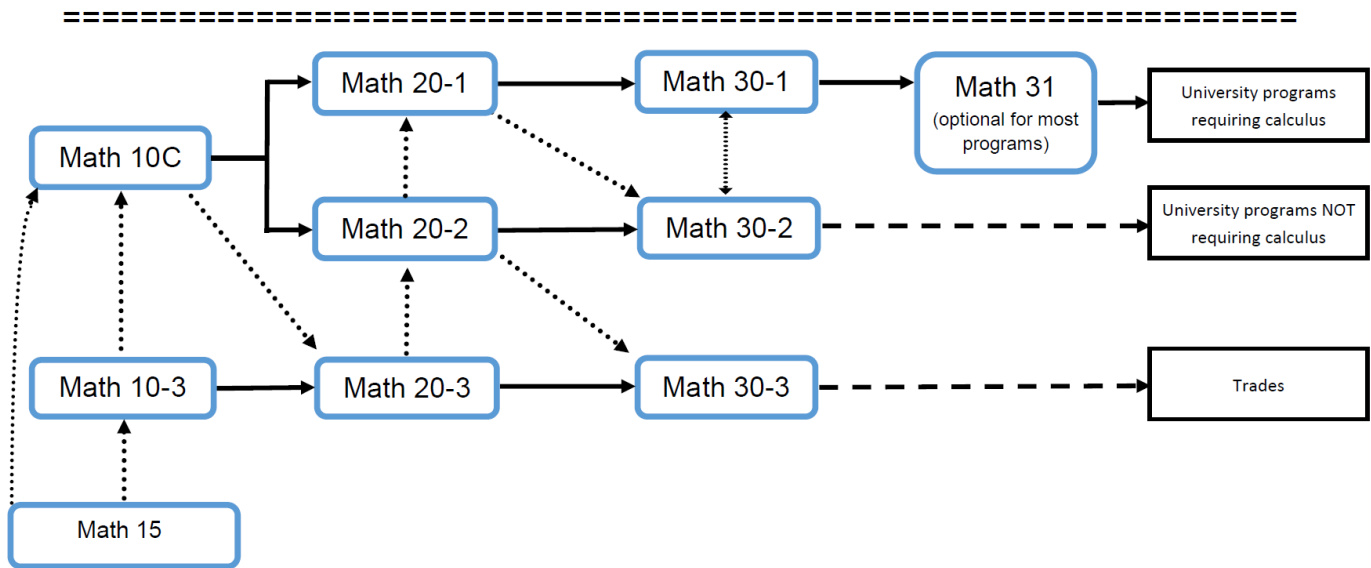 Math 20-1
Math 30-1
Math 31
(optional for most
programs)
University programs
requiring calculus
Math 10C
Math 20-2
Math 30-2
University programs NOT
requiring calculus
Math 10-3
Math 20-3
Math 30-3
Trades
Math 15